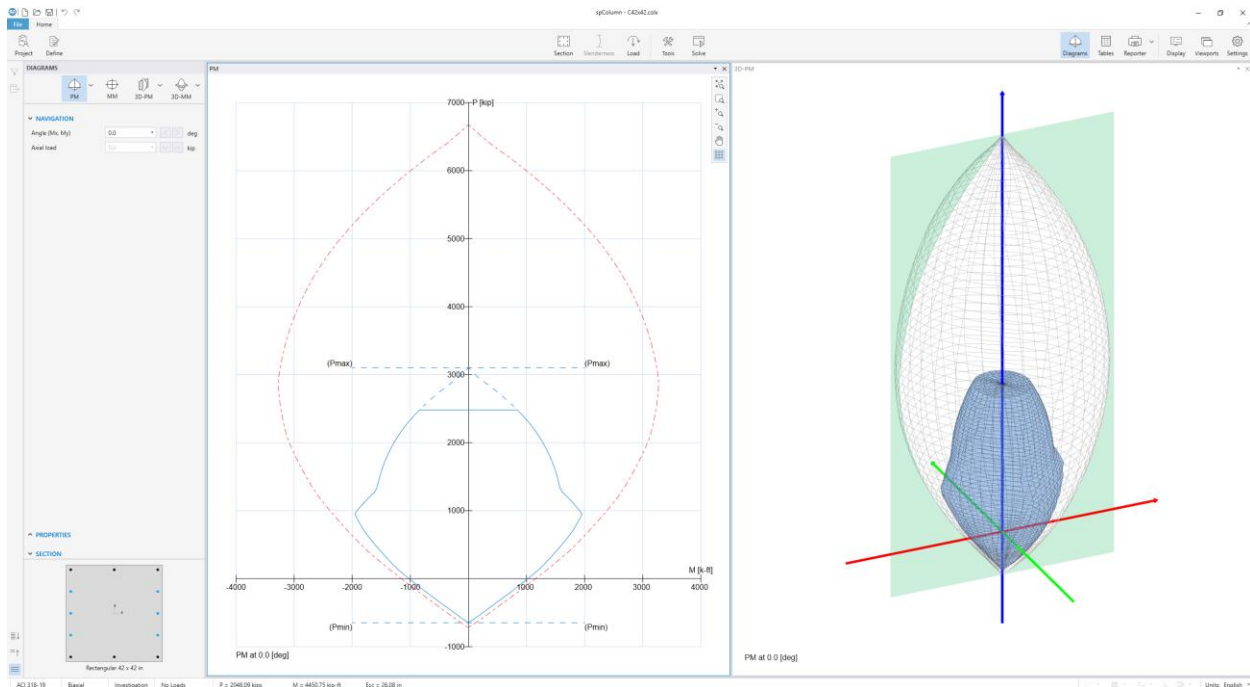 spColumn - C42x42.colx
File Home
Project Define Section Slenderness Load Tools Solve Diagrams Tables Reporter Display Viewports Settings
DIAGRAMS
PM MM 3D-PM 3D-MM
NAVIGATION
Angle (Mx, My) 0.0 deg
Axial load kip
PROPERTIES
SECTION
Rectangular 42 x 42 in
PM
P [kip]
7000
6000
5000
4000
(Pmax) (Pmax)
3000
2000
1000
M [k-ft]
-4000 -3000 -2000 -1000 1000 2000 3000 4000
(Pmin) (Pmin)
-1000
PM at 0.0 [deg]
3D-PM
PM at 0.0 [deg]
ACI 318-19 Biaxial Investigation No Loads P = 2048.09 kips M = 4450.75 kip-ft Ecc = 26.08 in Units: English